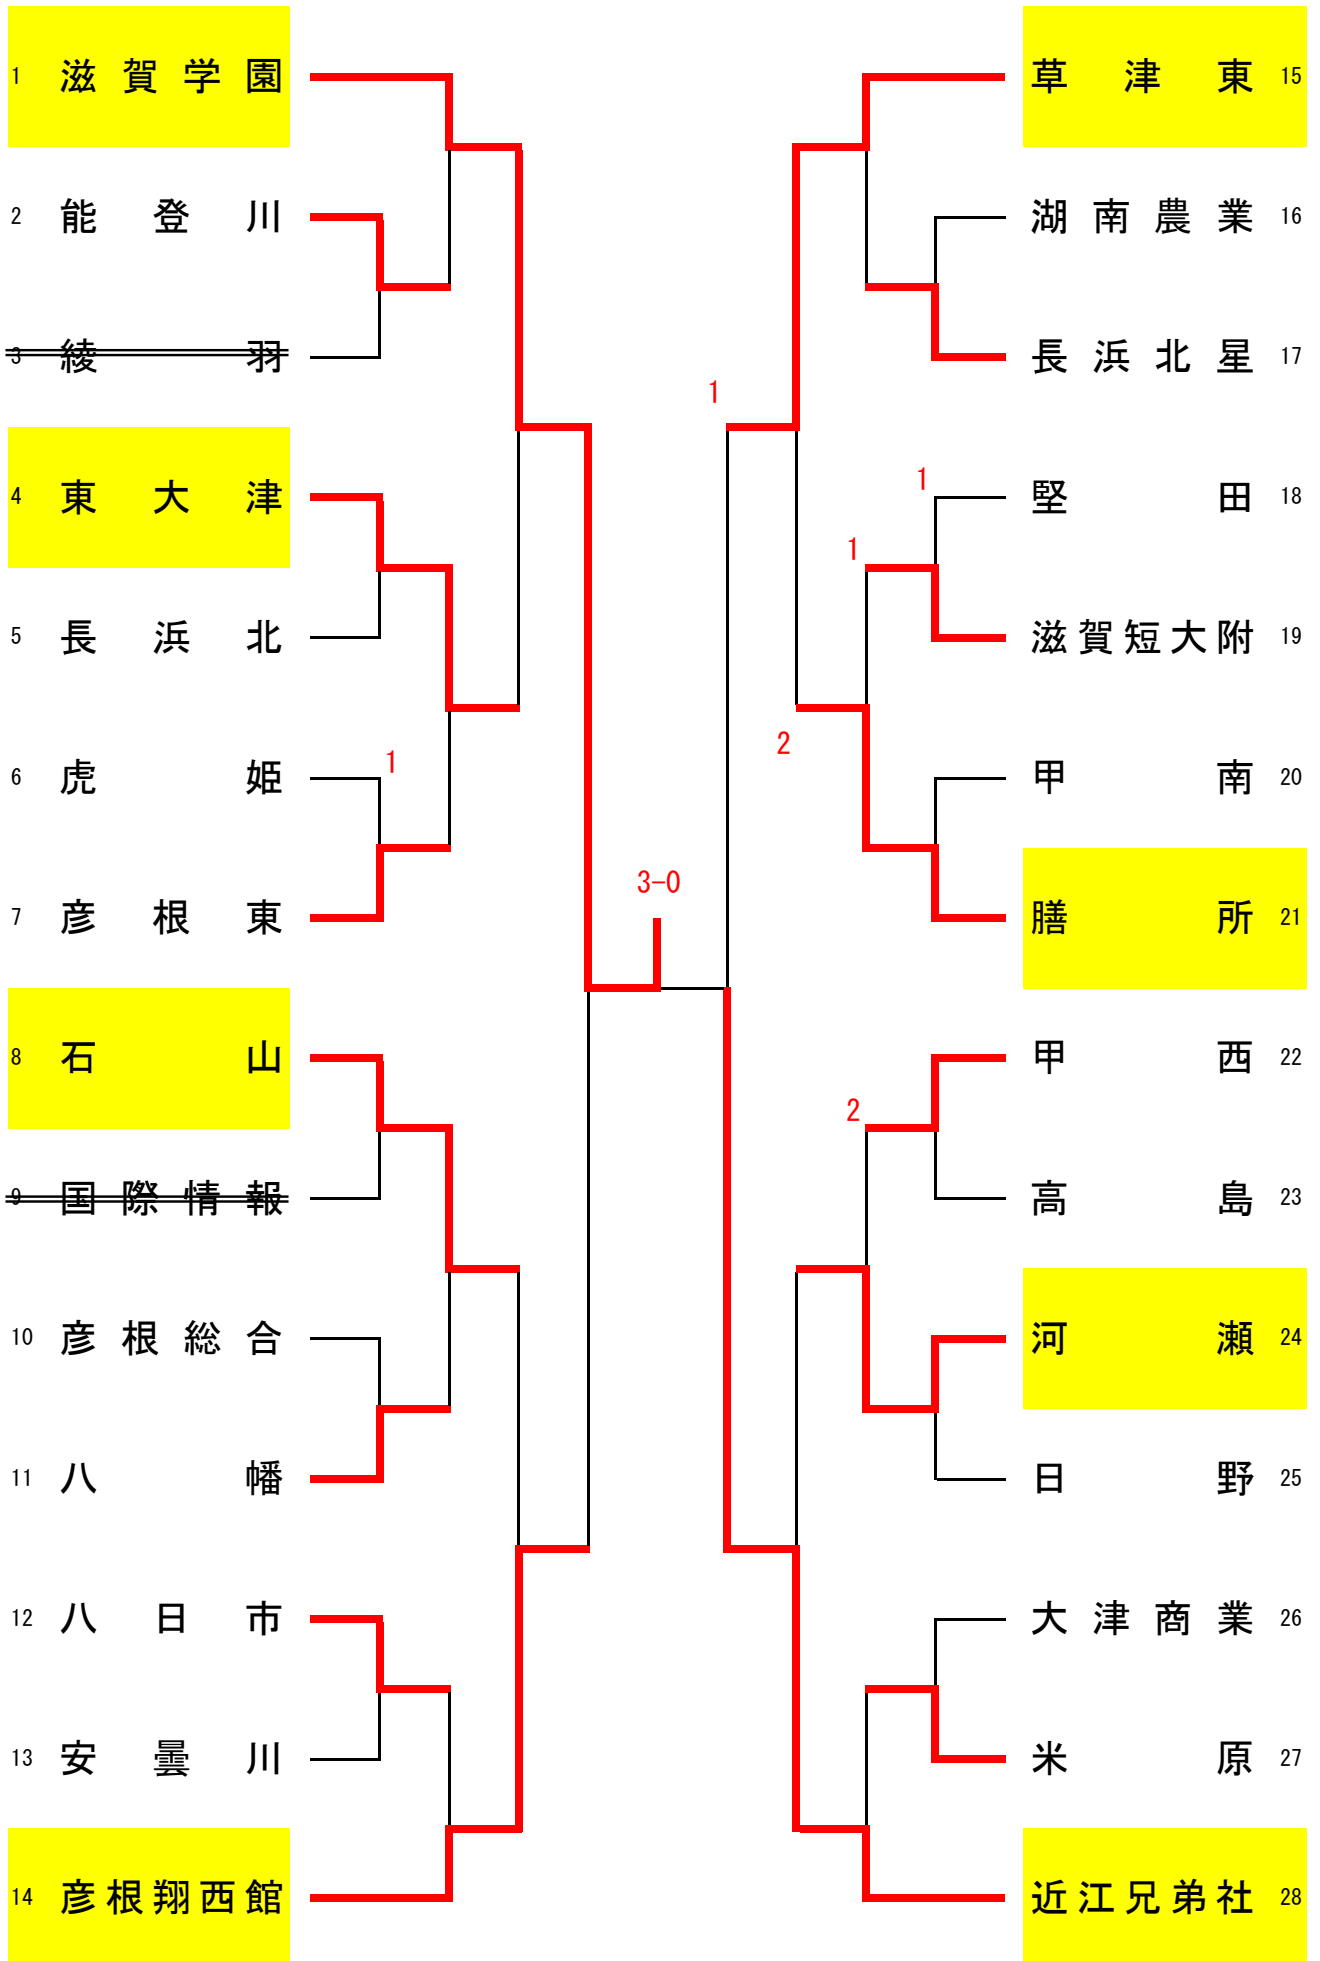 1 滋賀学園
2 能登川
3 綾羽
4 東大津
5 長浜北
6 虎姫
1
7 彦根東
8 石山
9 国際情報
10 彦根総合
11 八幡
12 八日市
13 安曇川
14 彦根翔西館
3-0
草津東 15
湖南農業 16
長浜北星 17
1
1
堅田 18
1
滋賀短大附 19
2
甲南 20
膳所 21
甲西 22
2
高島 23
河瀬 24
日野 25
大津商業 26
米原 27
近江兄弟社 28